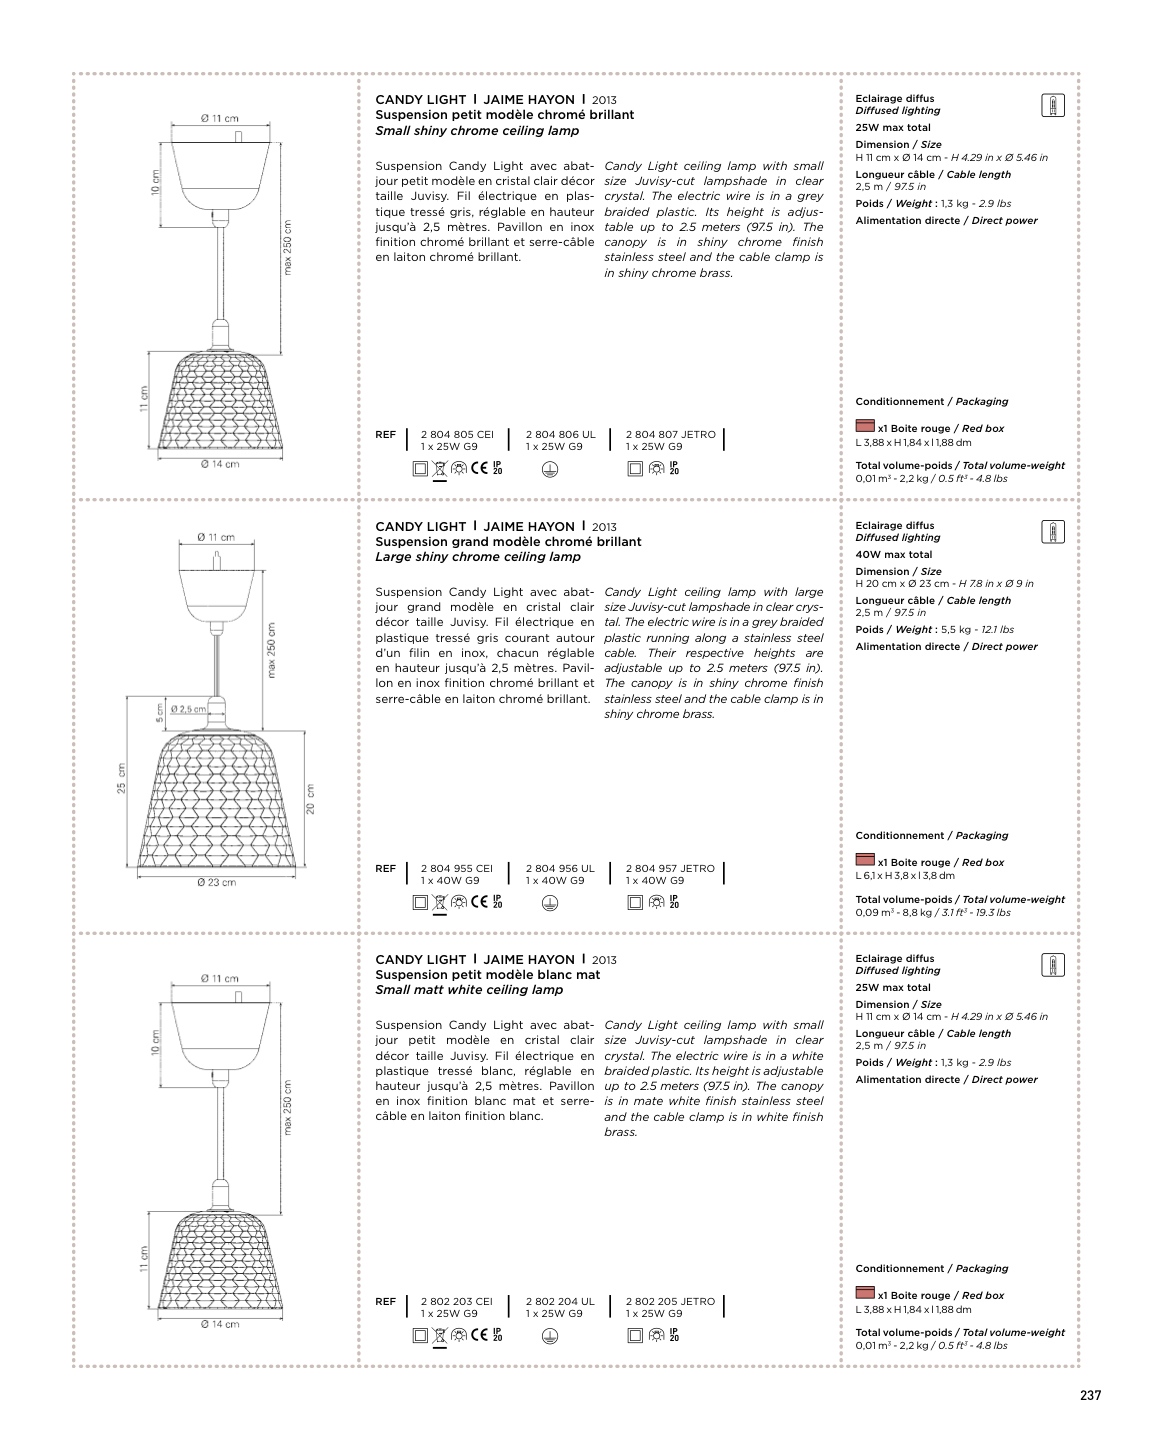 Ø 11 cm
10 cm
max 250 cm
11 cm
Ø 14 cm
CANDY LIGHT I JAIME HAYON I 2013
Suspension petit modèle chromé brillant
Small shiny chrome ceiling lamp
Suspension Candy Light avec abat-
jour petit modèle en cristal clair décor
taille Juvisy. Fil électrique en plas-
tique tressé gris, réglable en hauteur
jusqu'à 2,5 mètres. Pavillon en inox
finition chromé brillant et serre-câble
en laiton chromé brillant.
Candy Light ceiling lamp with small
size Juvisy-cut lampshade in clear
crystal. The electric wire is in a grey
braided plastic. Its height is adjus-
table up to 2.5 meters (97.5 in). The
canopy is in shiny chrome finish
stainless steel and the cable clamp is
in shiny chrome brass.
REF
2 804 805 CEI
1 x 25W G9
2 804 806 UL
1 x 25W G9
2 804 807 JETRO
1 x 25W G9
CE IP 20
IP 20
Eclairage diffus
Diffused lighting
25W max total
Dimension / Size
H 11 cm x Ø 14 cm - H 4.29 in x Ø 5.46 in
Longueur câble / Cable length
2,5 m / 97.5 in
Poids / Weight : 1,3 kg - 2.9 lbs
Alimentation directe / Direct power
Conditionnement / Packaging
x1 Boite rouge / Red box
L 3,88 x H 1,84 x l 1,88 dm
Total volume-poids / Total volume-weight
0,01 m³ - 2,2 kg / 0.5 ft³ - 4.8 lbs
Ø 11 cm
max 250 cm
5 cm
Ø 2,5 cm
25 cm
20 cm
Ø 23 cm
CANDY LIGHT I JAIME HAYON I 2013
Suspension grand modèle chromé brillant
Large shiny chrome ceiling lamp
Suspension Candy Light avec abat-
jour grand modèle en cristal clair
décor taille Juvisy. Fil électrique en
plastique tressé gris courant autour
d'un filin en inox, chacun réglable
en hauteur jusqu'à 2,5 mètres. Pavil-
lon en inox finition chromé brillant et
serre-câble en laiton chromé brillant.
Candy Light ceiling lamp with large
size Juvisy-cut lampshade in clear crys-
tal. The electric wire is in a grey braided
plastic running along a stainless steel
cable. Their respective heights are
adjustable up to 2.5 meters (97.5 in).
The canopy is in shiny chrome finish
stainless steel and the cable clamp is in
shiny chrome brass.
REF
2 804 955 CEI
1 x 40W G9
2 804 956 UL
1 x 40W G9
2 804 957 JETRO
1 x 40W G9
CE IP 20
IP 20
Eclairage diffus
Diffused lighting
40W max total
Dimension / Size
H 20 cm x Ø 23 cm - H 7.8 in x Ø 9 in
Longueur câble / Cable length
2,5 m / 97.5 in
Poids / Weight : 5,5 kg - 12.1 lbs
Alimentation directe / Direct power
Conditionnement / Packaging
x1 Boite rouge / Red box
L 6,1 x H 3,8 x l 3,8 dm
Total volume-poids / Total volume-weight
0,09 m³ - 8,8 kg / 3.1 ft³ - 19.3 lbs
Ø 11 cm
10 cm
max 250 cm
11 cm
Ø 14 cm
CANDY LIGHT I JAIME HAYON I 2013
Suspension petit modèle blanc mat
Small matt white ceiling lamp
Suspension Candy Light avec abat-
jour petit modèle en cristal clair
décor taille Juvisy. Fil électrique en
plastique tressé blanc, réglable en
hauteur jusqu'à 2,5 mètres. Pavillon
en inox finition blanc mat et serre-
câble en laiton finition blanc.
Candy Light ceiling lamp with small
size Juvisy-cut lampshade in clear
crystal. The electric wire is in a white
braided plastic. Its height is adjustable
up to 2.5 meters (97.5 in). The canopy
is in mate white finish stainless steel
and the cable clamp is in white finish
brass.
REF
2 802 203 CEI
1 x 25W G9
2 802 204 UL
1 x 25W G9
2 802 205 JETRO
1 x 25W G9
CE IP 20
IP 20
Eclairage diffus
Diffused lighting
25W max total
Dimension / Size
H 11 cm x Ø 14 cm - H 4.29 in x Ø 5.46 in
Longueur câble / Cable length
2,5 m / 97.5 in
Poids / Weight : 1,3 kg - 2.9 lbs
Alimentation directe / Direct power
Conditionnement / Packaging
x1 Boite rouge / Red box
L 3,88 x H 1,84 x l 1,88 dm
Total volume-poids / Total volume-weight
0,01 m³ - 2,2 kg / 0.5 ft³ - 4.8 lbs
237